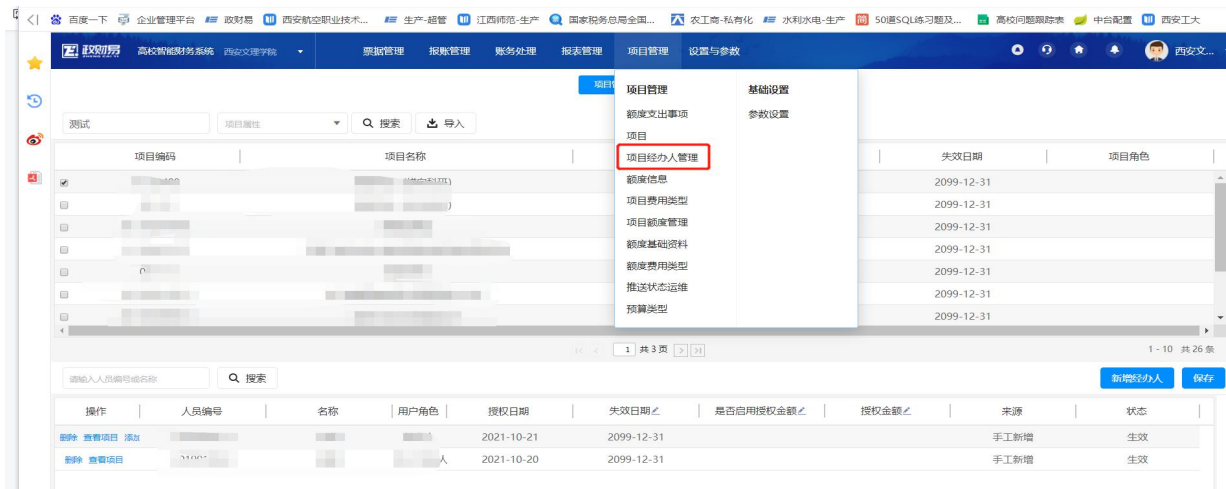 百度一下 企业管理平台 政财易 西安航空职业技术... 生产-超管 江西师范-生产 国家税务总局全国... 农工商-私有化 水利水电-生产 50道SQL练习题及... 高校问题跟踪表 中台配置 西安工大
政财易 高校智能财务系统 西安文理学院 票据管理 报账管理 账务处理 报表管理 项目管理 设置与参数 西安文...
项目管理 基础设置
额度支出事项 参数设置
测试 项目属性 搜索 导入
项目
项目编码 项目名称 项目经办人管理 失效日期 项目角色
额度信息 2099-12-31
项目费用类型 2099-12-31
项目额度管理 2099-12-31
额度基础资料 2099-12-31
额度费用类型 2099-12-31
推送状态运维 2099-12-31
预算类型 2099-12-31
1 共3页 1 - 10 共26条
请输入人员编号或名称 搜索 新增经办人 保存
操作 人员编号 名称 用户角色 授权日期 失效日期 是否启用授权金额 授权金额 来源 状态
删除 查看项目 添加 2021-10-21 2099-12-31 手工新增 生效
删除 查看项目 人 2021-10-20 2099-12-31 手工新增 生效